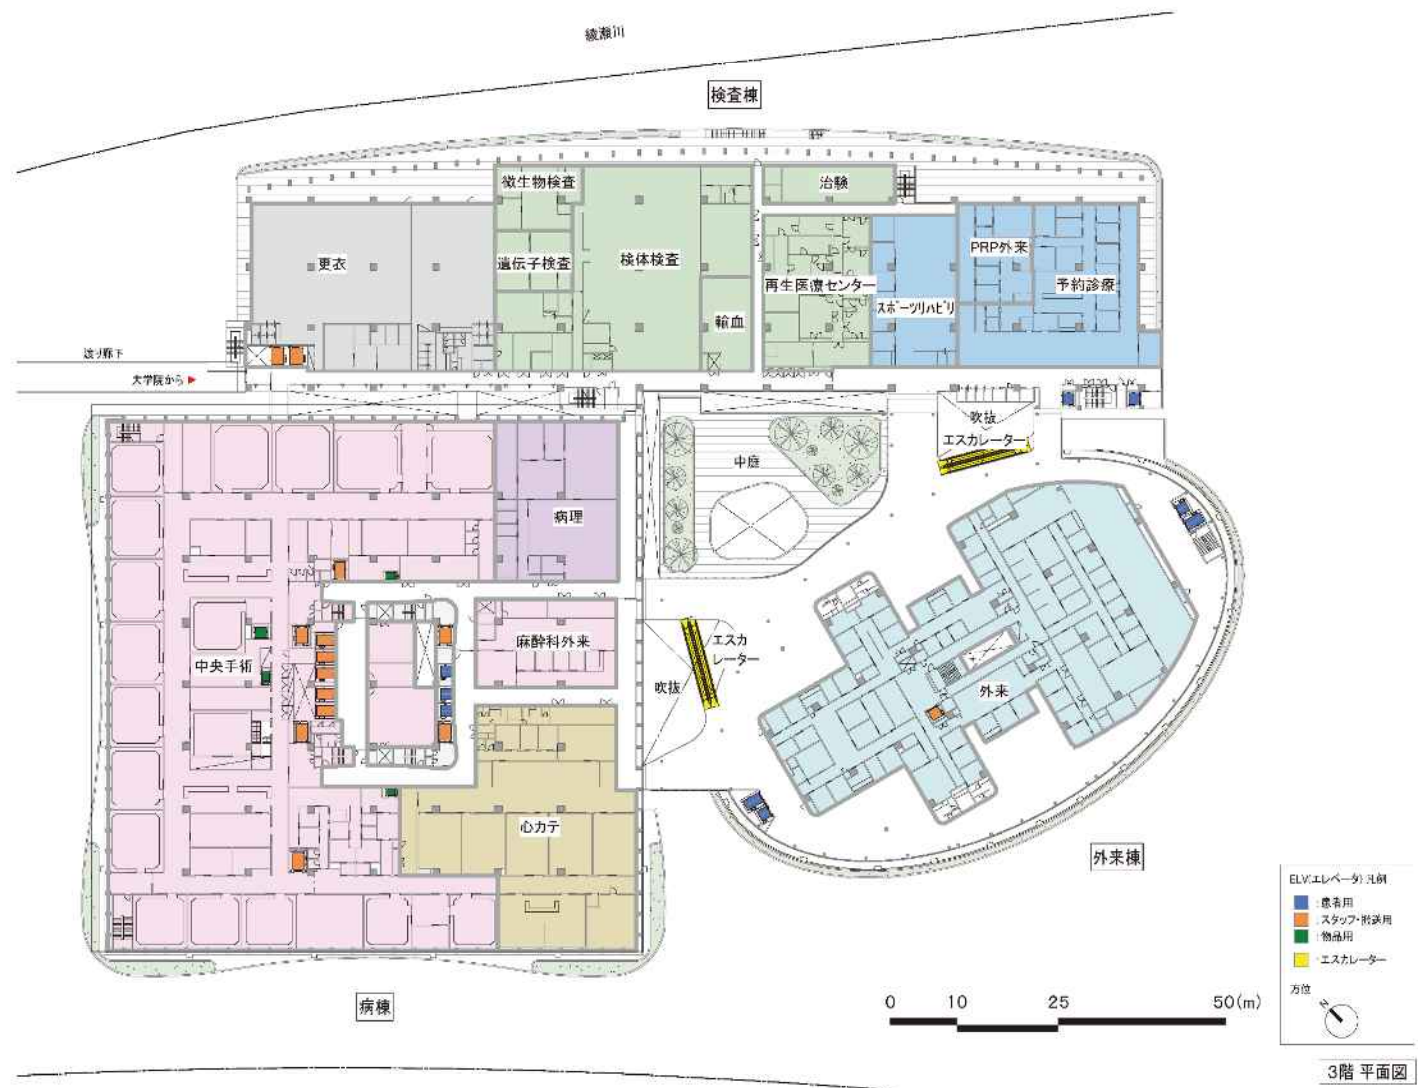 綾瀬川
検査棟
微生物検査
治験
更衣
遺伝子検査
検体検査
輸血
再生医療センター
スポーツリハビリ
PRP外来
予約診療
渡り廊下
大学院から
吹抜
エスカレーター
中庭
病理
中央手術
麻酔科外来
エスカ
レーター
吹抜
外来
心カテ
外来棟
病棟
ELV(エレベータ)凡例
:患者用
:スタッフ・搬送用
:物品用
:エスカレーター
方位
N
0 10 25 50(m)
3階 平面図